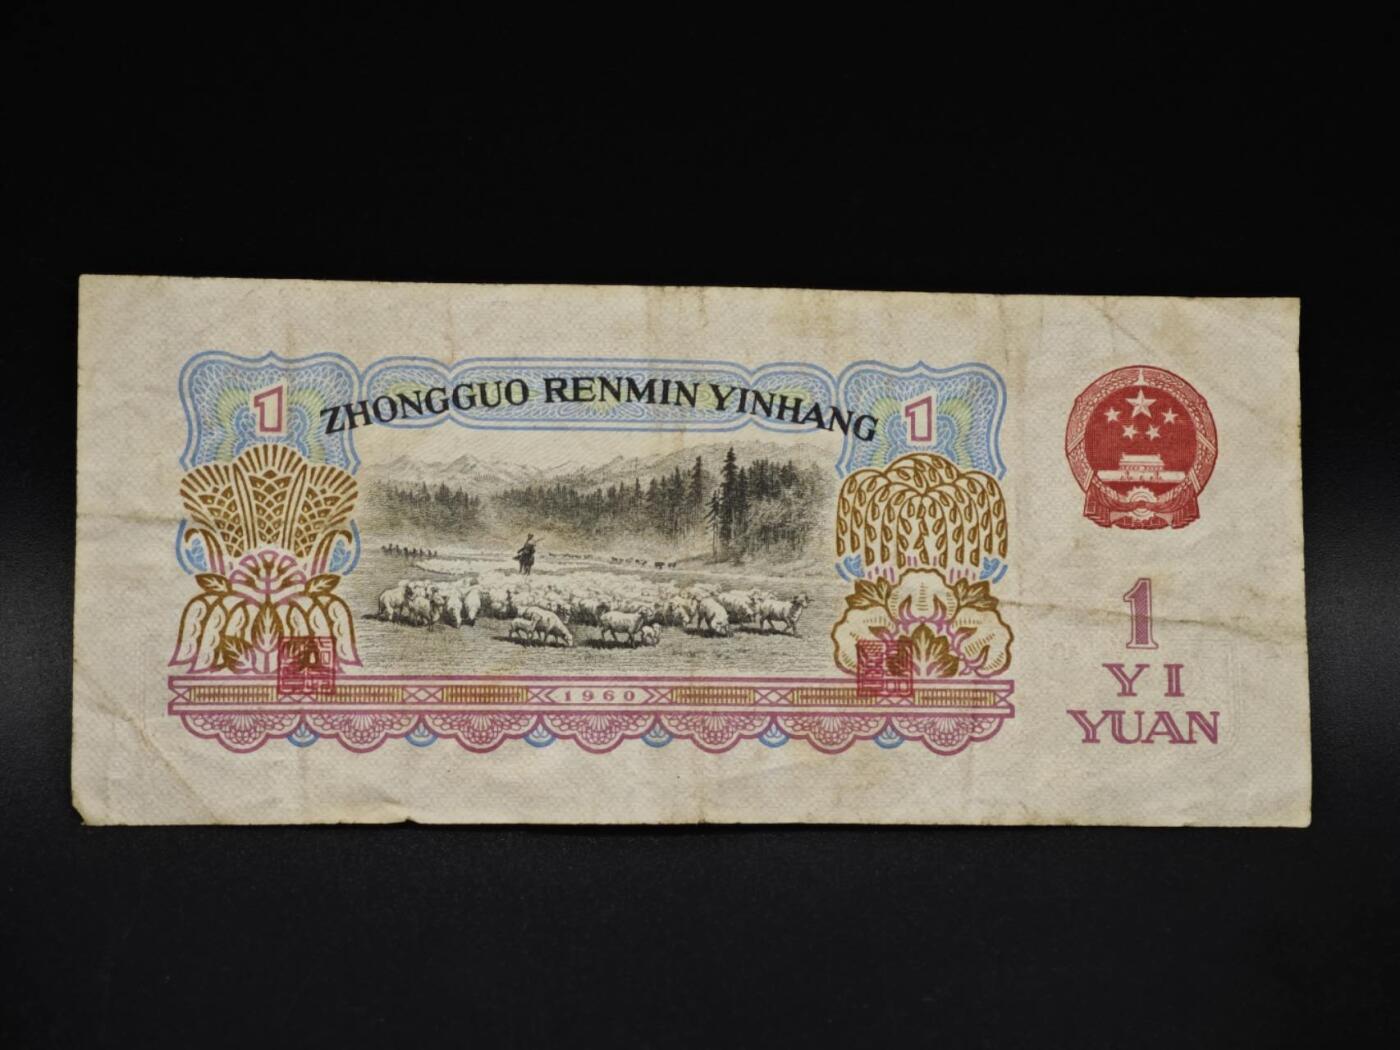 1
ZHONGGUO RENMIN YINHANG
1
1960
1
YI
YUAN